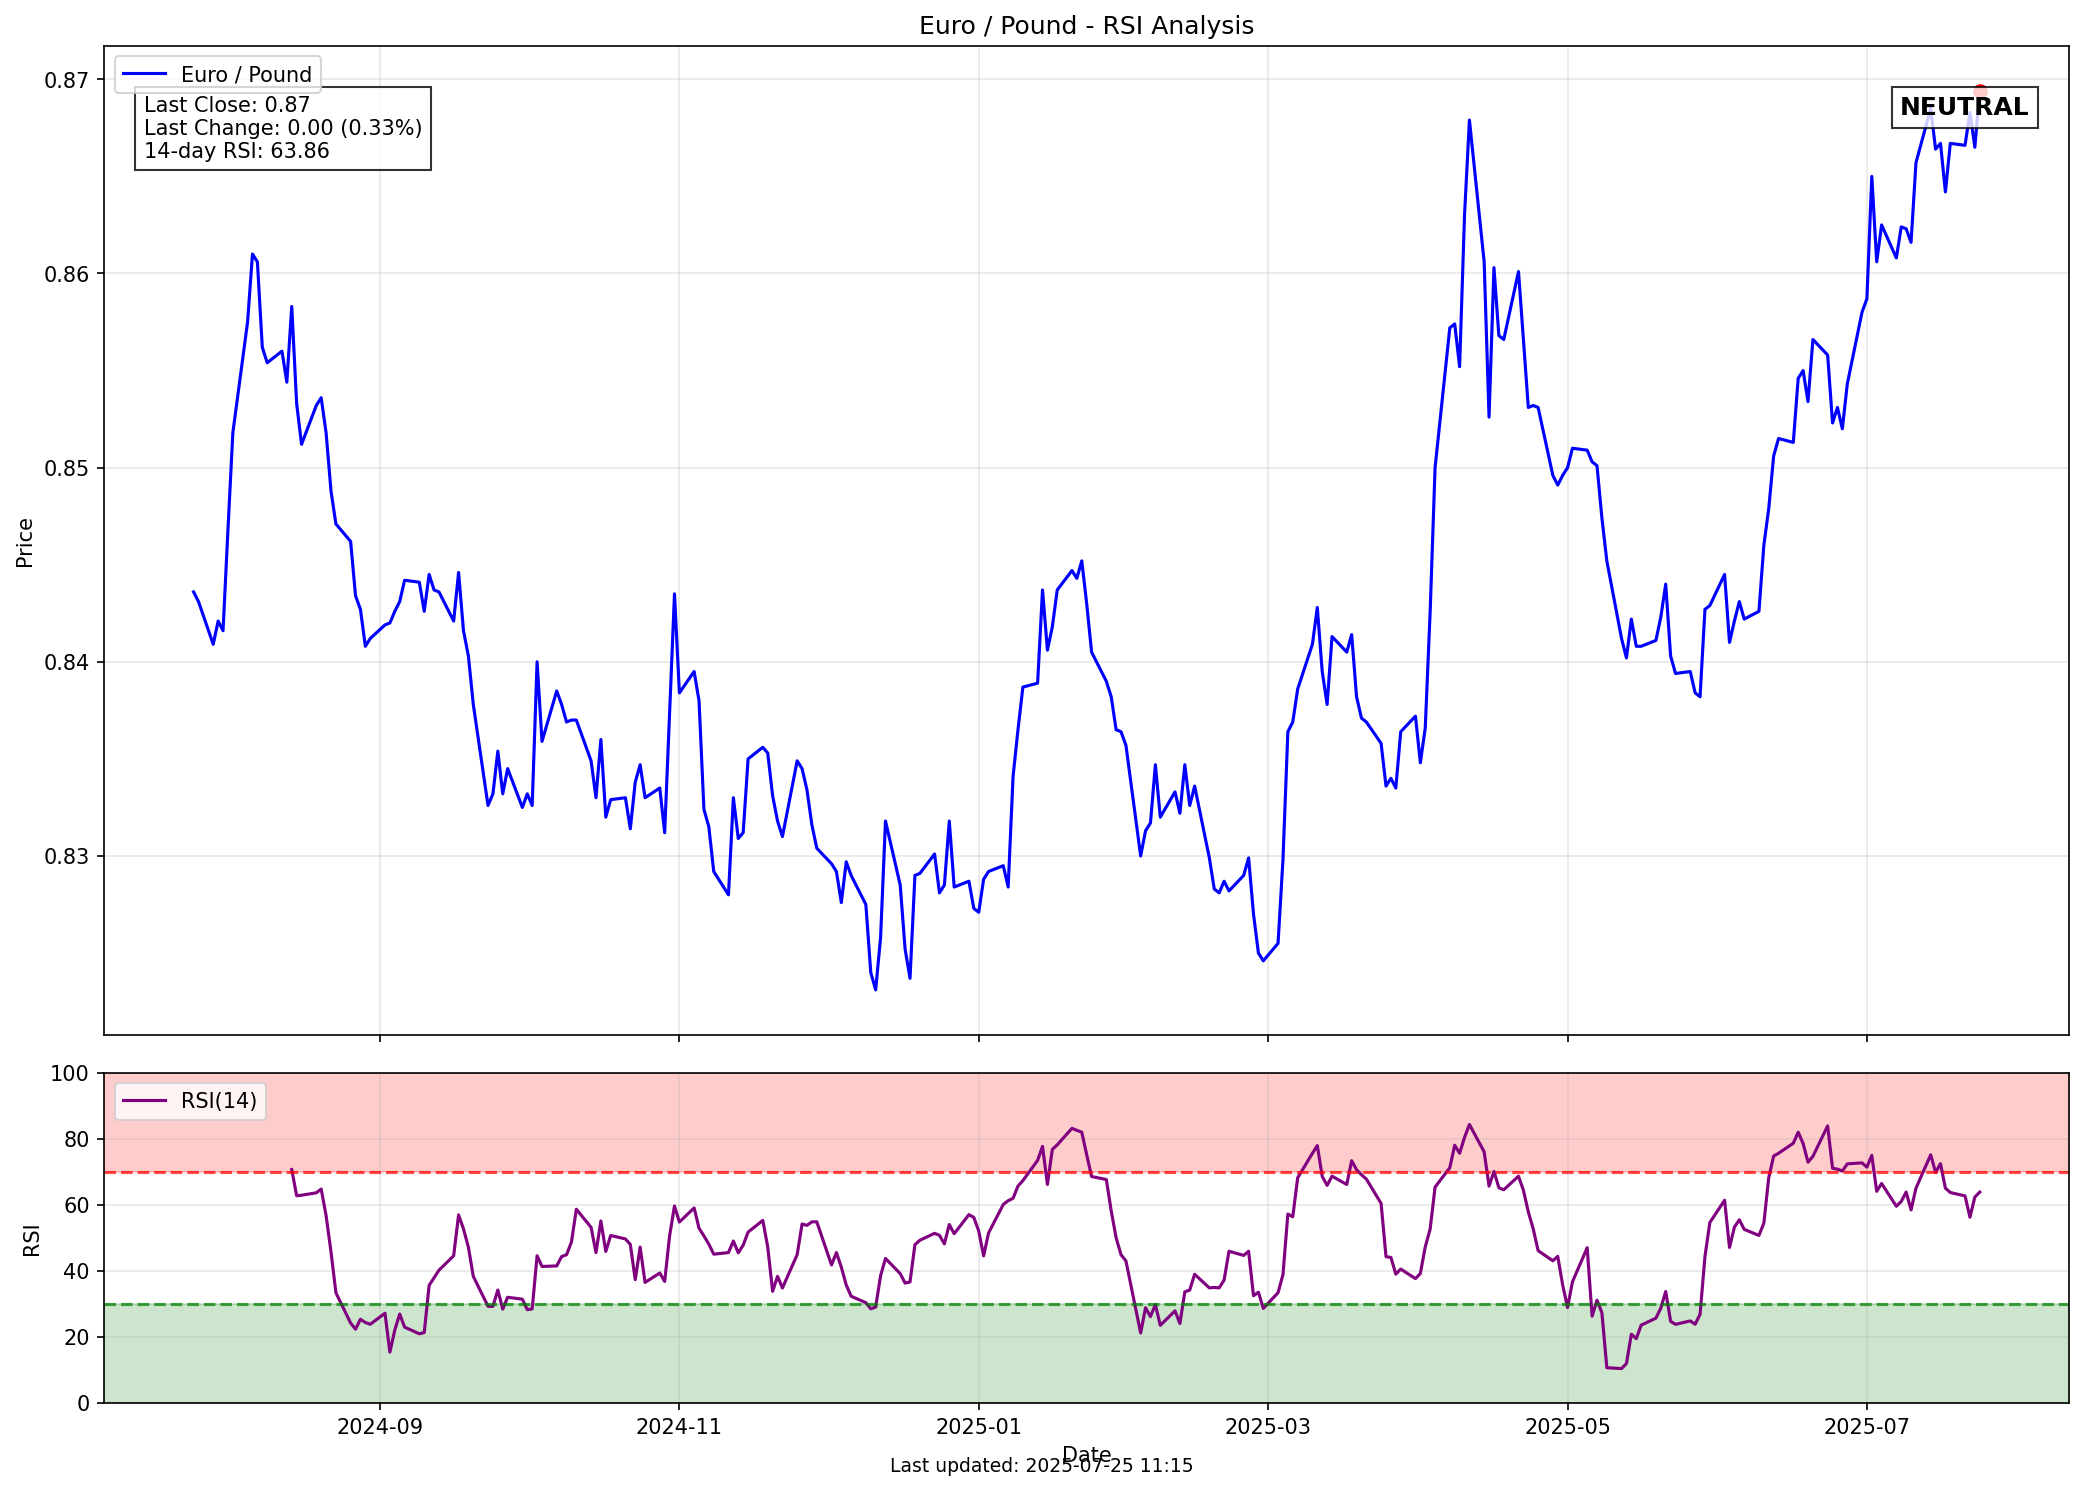 Euro / Pound - RSI Analysis
Euro / Pound
Last Close: 0.87
Last Change: 0.00 (0.33%)
14-day RSI: 63.86
NEUTRAL
Price
0.87
0.86
0.85
0.84
0.83
RSI(14)
RSI
100
80
60
40
20
0
2024-09
2024-11
2025-01
2025-03
2025-05
2025-07
Date
Last updated: 2025-07-25 11:15